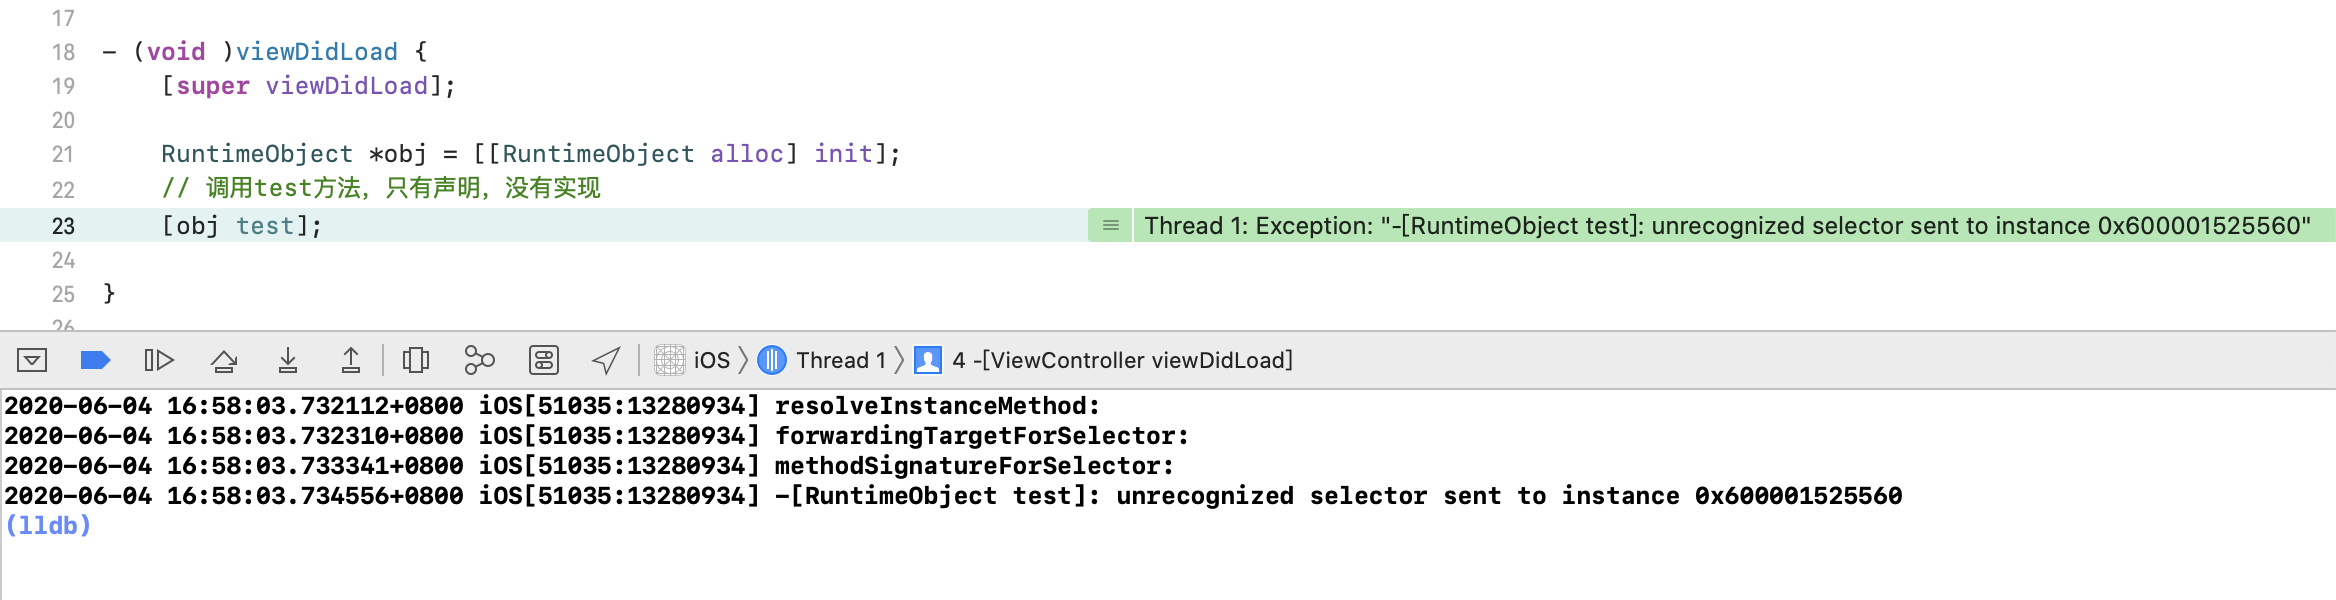 17
18 - (void )viewDidLoad {
19 [super viewDidLoad];
20
21 RuntimeObject *obj = [[RuntimeObject alloc] init];
22 // 调用test方法，只有声明，没有实现
23 [obj test]; Thread 1: Exception: "-[RuntimeObject test]: unrecognized selector sent to instance 0x600001525560"
24
25 }
26
iOS Thread 1 4 -[ViewController viewDidLoad]
2020-06-04 16:58:03.732112+0800 iOS[51035:13280934] resolveInstanceMethod:
2020-06-04 16:58:03.732310+0800 iOS[51035:13280934] forwardingTargetForSelector:
2020-06-04 16:58:03.733341+0800 iOS[51035:13280934] methodSignatureForSelector:
2020-06-04 16:58:03.734556+0800 iOS[51035:13280934] -[RuntimeObject test]: unrecognized selector sent to instance 0x600001525560
(lldb)